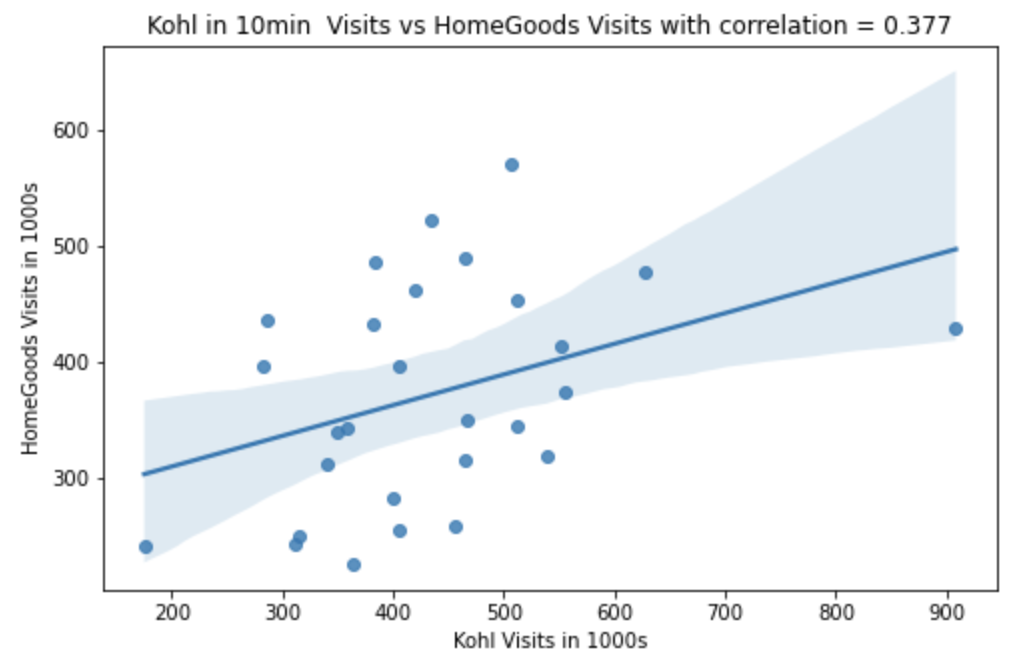 Kohl in 10min  Visits vs HomeGoods Visits with correlation = 0.377
HomeGoods Visits in 1000s
600
500
400
300
200 300 400 500 600 700 800 900
Kohl Visits in 1000s